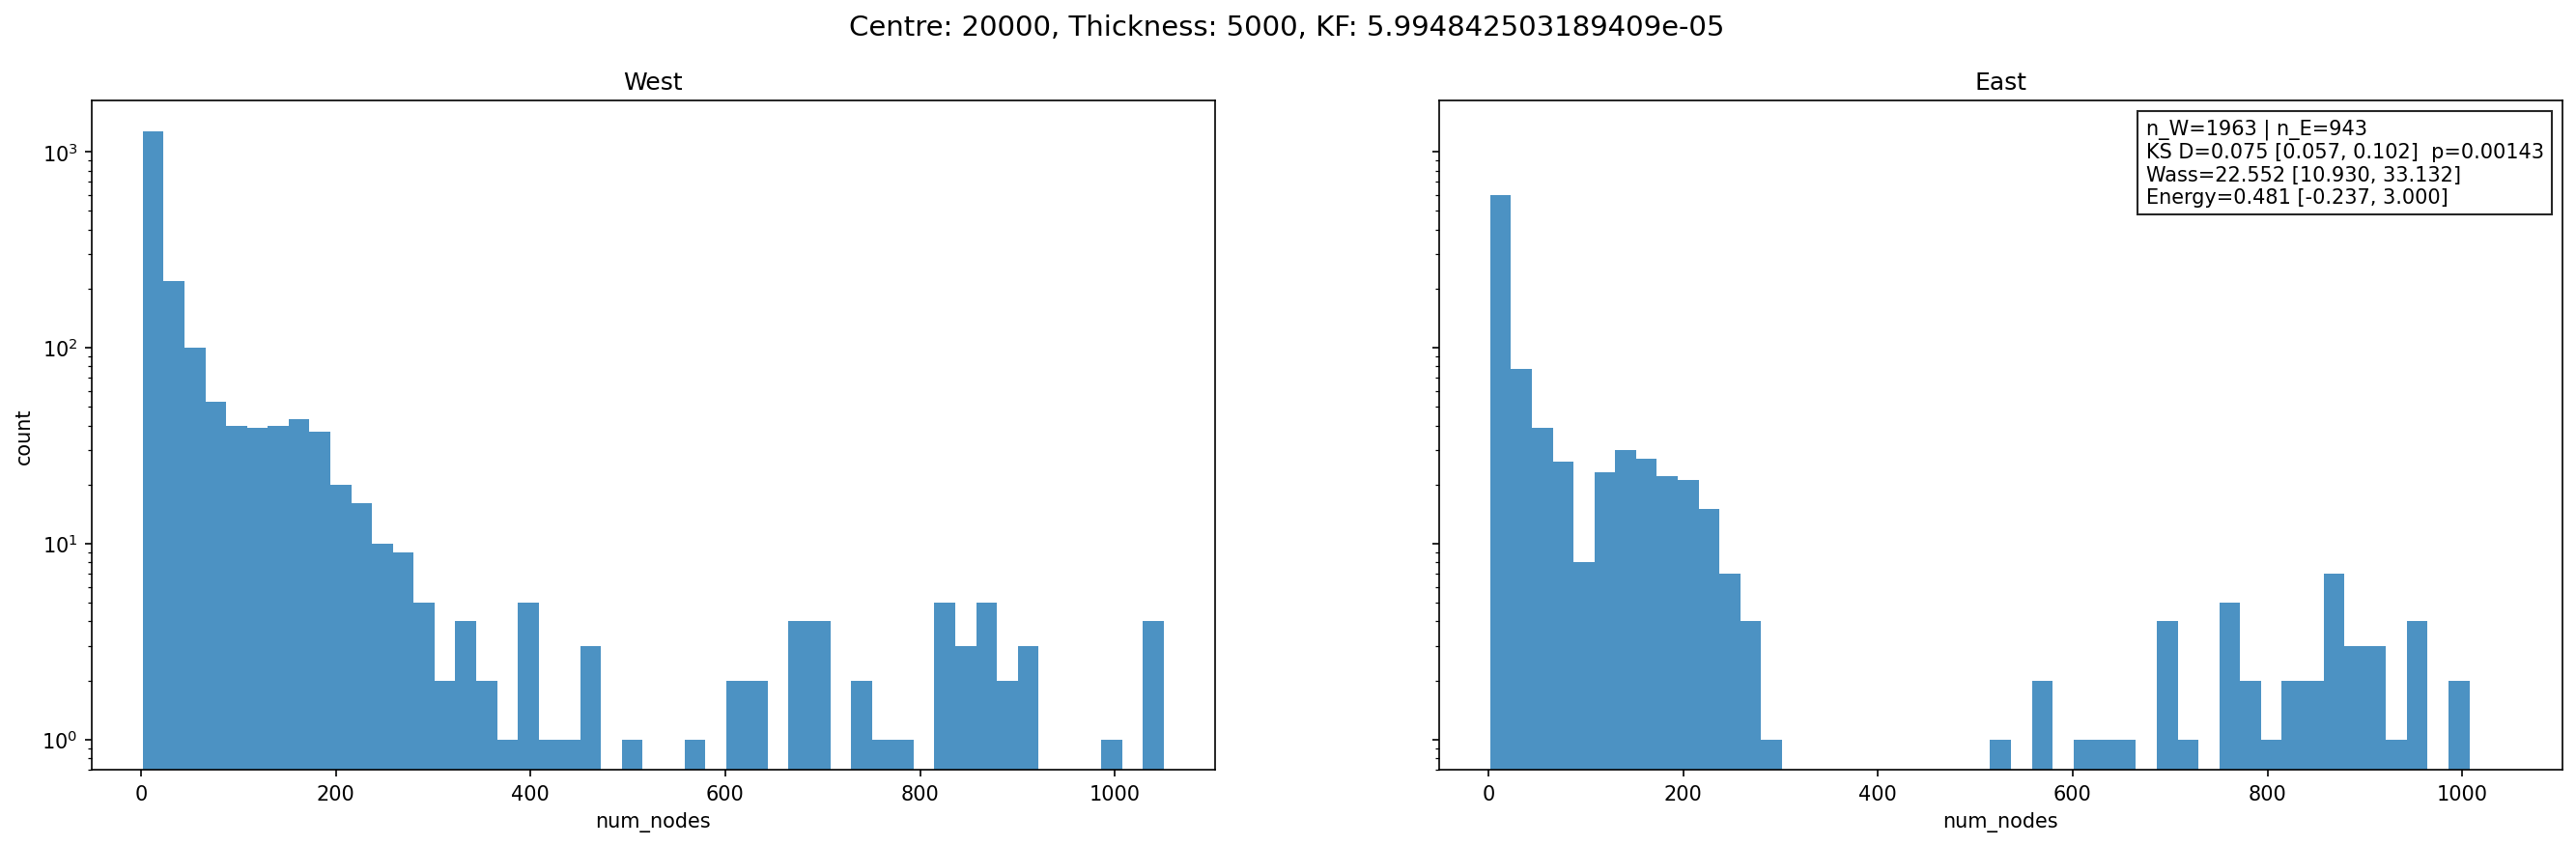 Centre: 20000, Thickness: 5000, KF: 5.994842503189409e-05
West
East
n_W=1963 | n_E=943
KS D=0.075 [0.057, 0.102]  p=0.00143
Wass=22.552 [10.930, 33.132]
Energy=0.481 [-0.237, 3.000]
10³
10²
10¹
10⁰
count
0 200 400 600 800 1000
num_nodes
0 200 400 600 800 1000
num_nodes